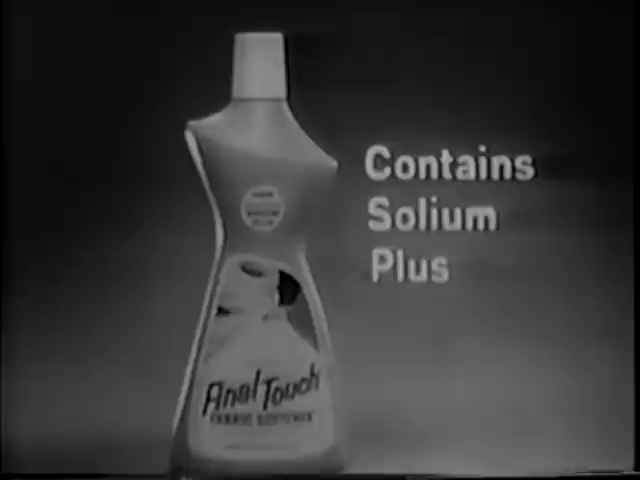 Contains
Solium
Plus
Final Touch
FABRIC SOFTENER